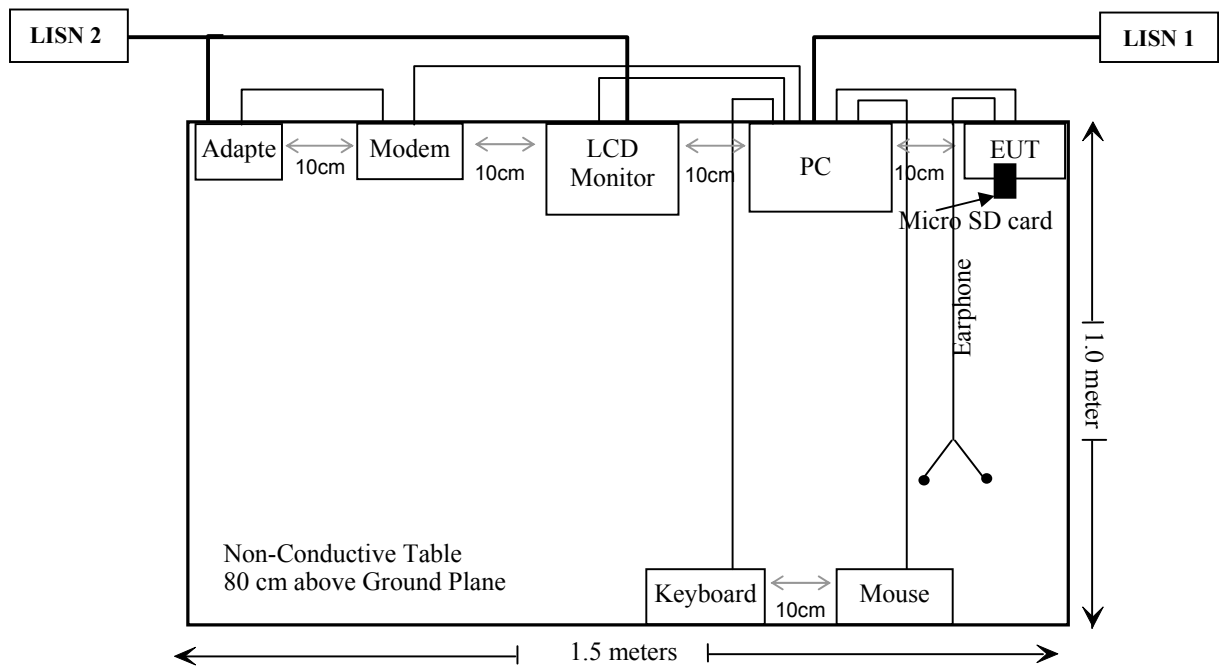 LISN 2
LISN 1
Adapte
Modem
LCD
Monitor
PC
EUT
10cm
10cm
10cm
10cm
Micro SD card
Earphone
1.0 meter
Non-Conductive Table
80 cm above Ground Plane
Keyboard
10cm
Mouse
1.5 meters